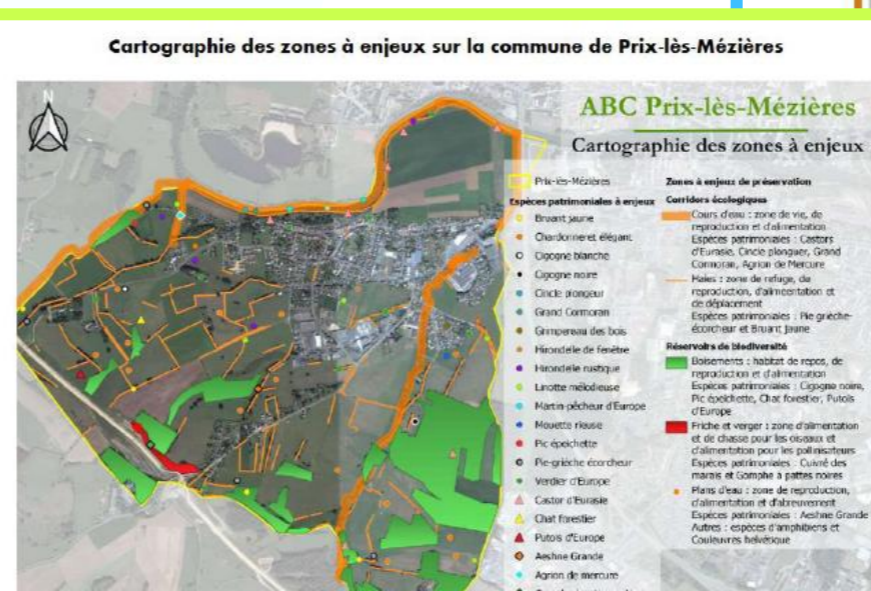 Cartographie des zones à enjeux sur la commune de Prix-lès-Mézières
N
ABC Prix-lès-Mézières
Cartographie des zones à enjeux
Prix-lès-Mézières
Espèces patrimoniales à enjeux
Bruant jaune
Chardonneret élégant
Cigogne blanche
Cigogne noire
Cincle plongeur
Grand Cormoran
Grimpereau des bois
Hirondelle de fenêtre
Hirondelle rustique
Linotte mélodieuse
Martin-pêcheur d'Europe
Mouette rieuse
Pic épeichette
Pie-grièche écorcheur
Verdier d'Europe
Castor d'Eurasie
Chat forestier
Putois d'Europe
Aeshne Grande
Agrion de mercure
Zones à enjeux de préservation
Corridors écologiques
Cours d'eau : zone de vie, de
reproduction et d'alimentation
Espèces patrimoniales : Castors
d'Eurasie, Cincle plonguer, Grand
Cormoran, Agrion de Mercure
Haies : zone de refuge, de
reproduction, d'alimeentation et
de déplacement
Espèces patrimoniales : Pie grièche-
écorcheur et Bruant jaune
Réservoirs de biodiversité
Boisements : habitat de repos, de
reproduction et d'alimentation
Espèces patrimoniales : Cigogne noire,
Pic épeichette, Chat forestier, Putois
d'Europe
Friche et verger : zone d'alimentation
et de chasse pour les oiseaux et
d'alimentation pour les pollinisateurs
Espèces patrimoniales : Cuivré des
marais et Gomphe à pattes noires
Plans d'eau : zone de reproduction,
d'alimentation et d'abreuvement
Espèces patrimoniales : Aeshne Grande
Autres : espèces d'amphibiens et
Couleuvres helvétique